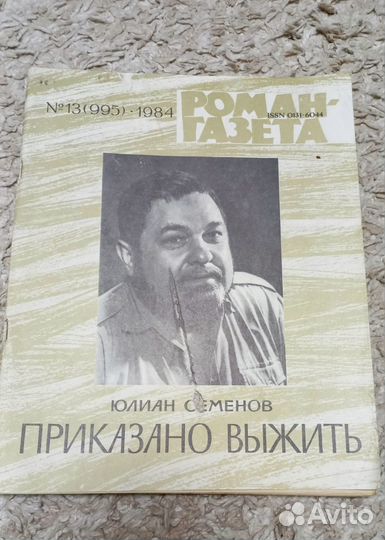 №13(995)·1984
РОМАН-
ГАЗЕТА
ISSN 0131-6044
ЮЛИАН СЕМЕНОВ
ПРИКАЗАНО ВЫЖИТЬ
Avito